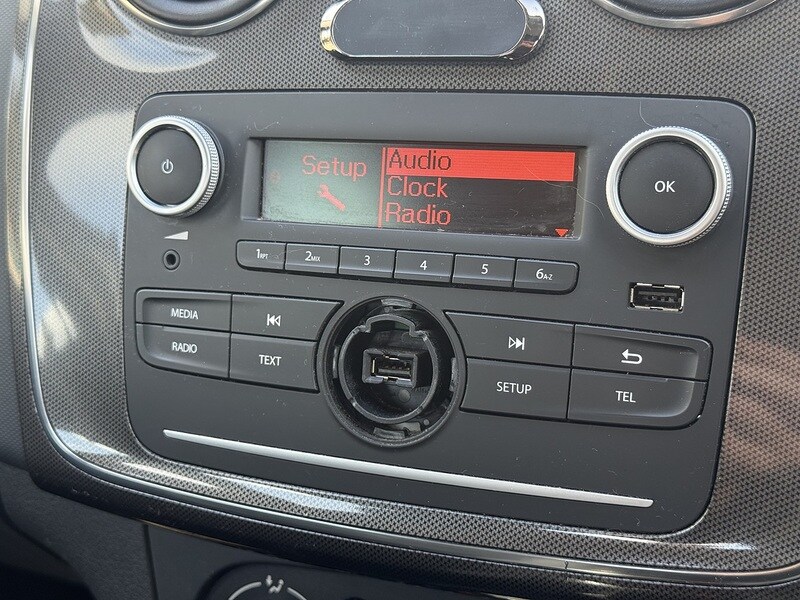 Setup
Audio
Clock
Radio
OK
1RPT
2MIX
3
4
5
6A-Z
MEDIA
RADIO
TEXT
SETUP
TEL